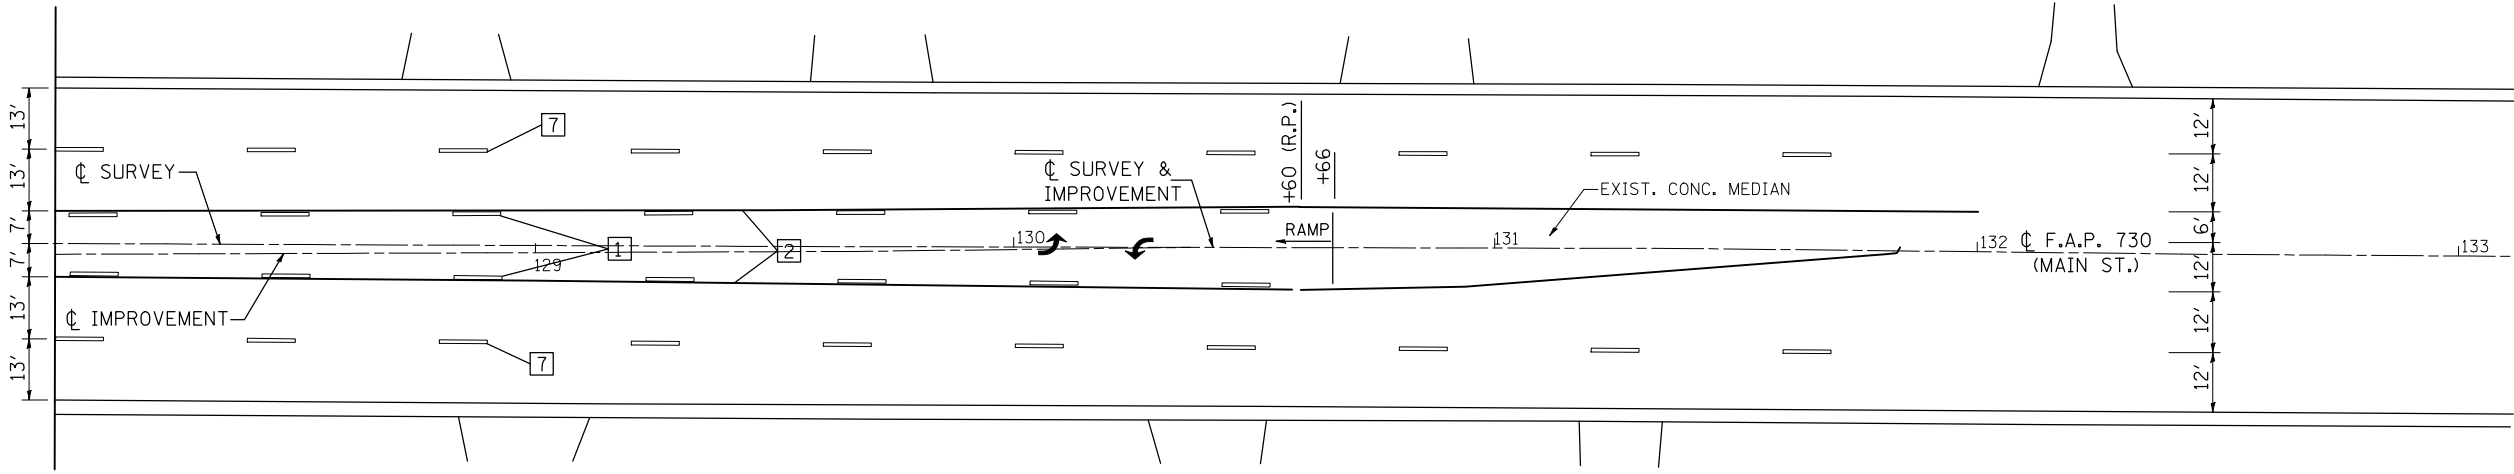 13'
13'
7'
7'
13'
13'
℄ SURVEY
℄ IMPROVEMENT
7
7
1
2
129
130
℄ SURVEY &
IMPROVEMENT
+60 (R.P.)
+66
RAMP
EXIST. CONC. MEDIAN
131
132
℄ F.A.P. 730
(MAIN ST.)
12'
12'
6'
12'
12'
12'
133